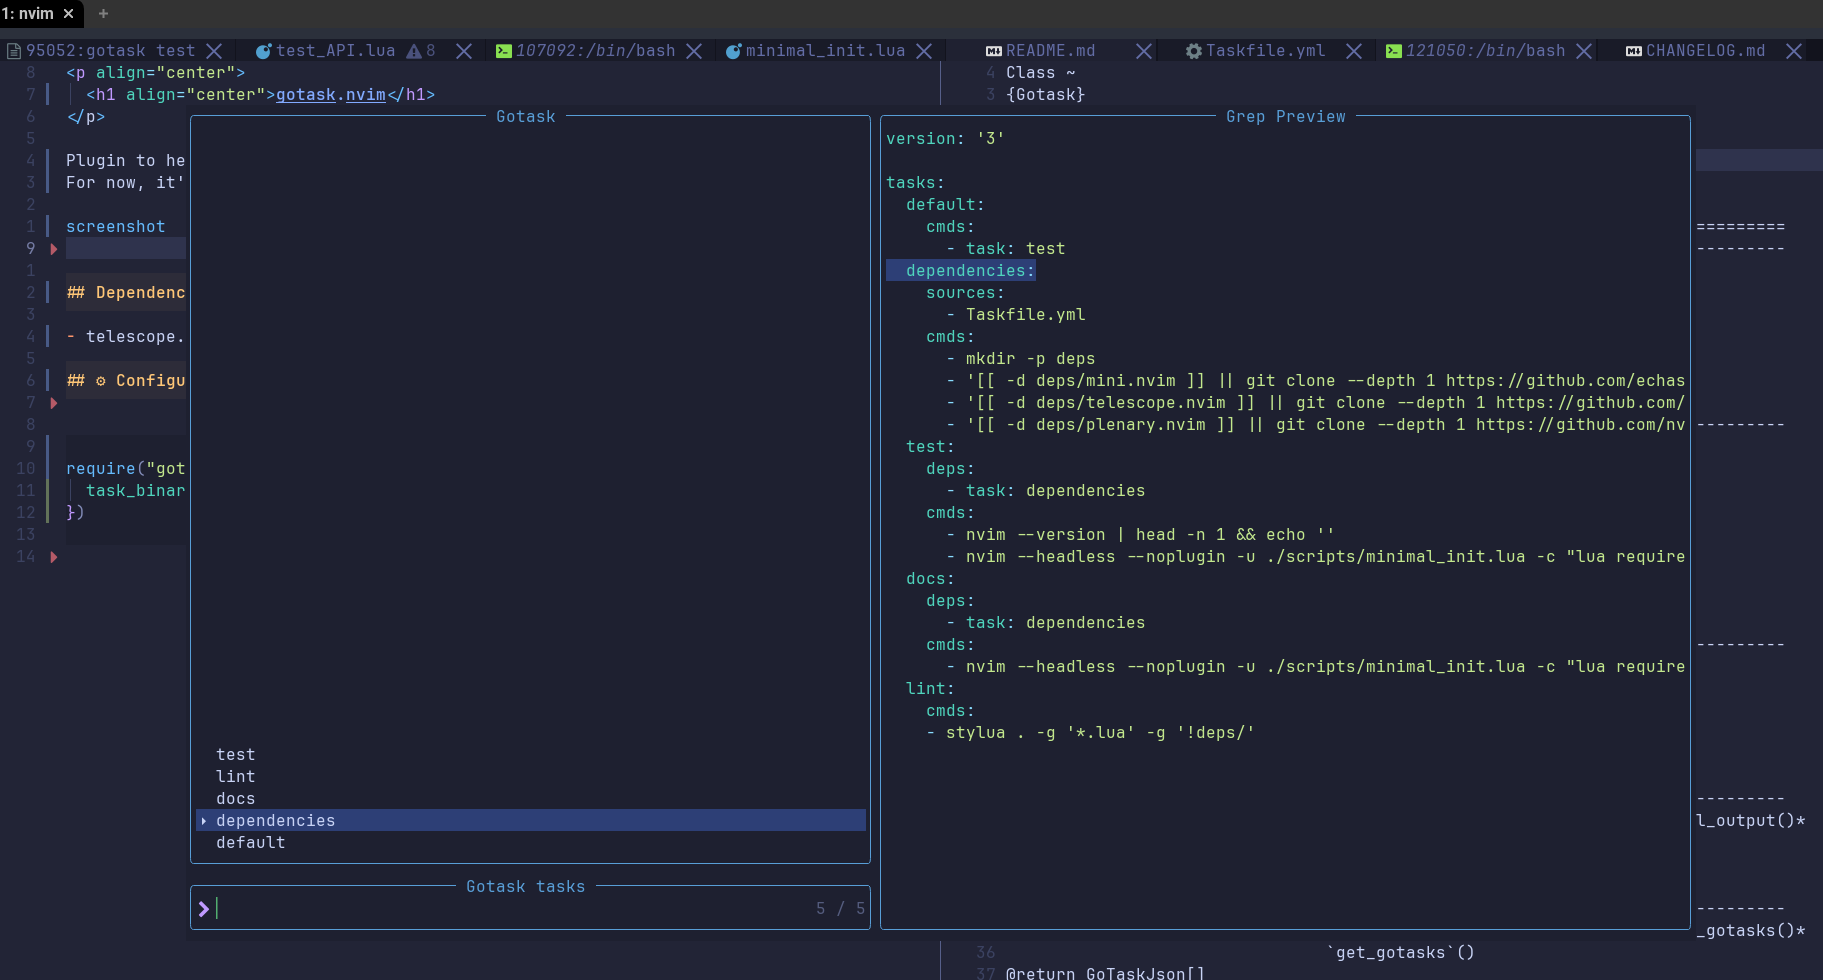 1: nvim × +
95052:gotask test test_API.lua 8 107092:/bin/bash minimal_init.lua README.md Taskfile.yml 121050:/bin/bash CHANGELOG.md
8 <p align="center">
7 <h1 align="center">gotask.nvim</h1>
6 </p>
5
4 Plugin to he
3 For now, it'
2
1 screenshot
9
1
2 ## Dependenc
3
4 - telescope.
5
6 ## ⚙ Configu
7
8
9
10 require("got
11 task_binar
12 })
13
14
4 Class ~
3 {Gotask}
Gotask
test
lint
docs
dependencies
default
Gotask tasks
5 / 5
Grep Preview
version: '3'
tasks:
default:
cmds:
- task: test
dependencies:
sources:
- Taskfile.yml
cmds:
- mkdir -p deps
- '[[ -d deps/mini.nvim ]] || git clone --depth 1 https://github.com/echas
- '[[ -d deps/telescope.nvim ]] || git clone --depth 1 https://github.com/
- '[[ -d deps/plenary.nvim ]] || git clone --depth 1 https://github.com/nv
test:
deps:
- task: dependencies
cmds:
- nvim --version | head -n 1 && echo ''
- nvim --headless --noplugin -u ./scripts/minimal_init.lua -c "lua require
docs:
deps:
- task: dependencies
cmds:
- nvim --headless --noplugin -u ./scripts/minimal_init.lua -c "lua require
lint:
cmds:
- stylua . -g '*.lua' -g '!deps/'
=========
---------
---------
---------
---------
l_output()*
---------
_gotasks()*
36 `get_gotasks`()
37 @return GoTaskJson[]